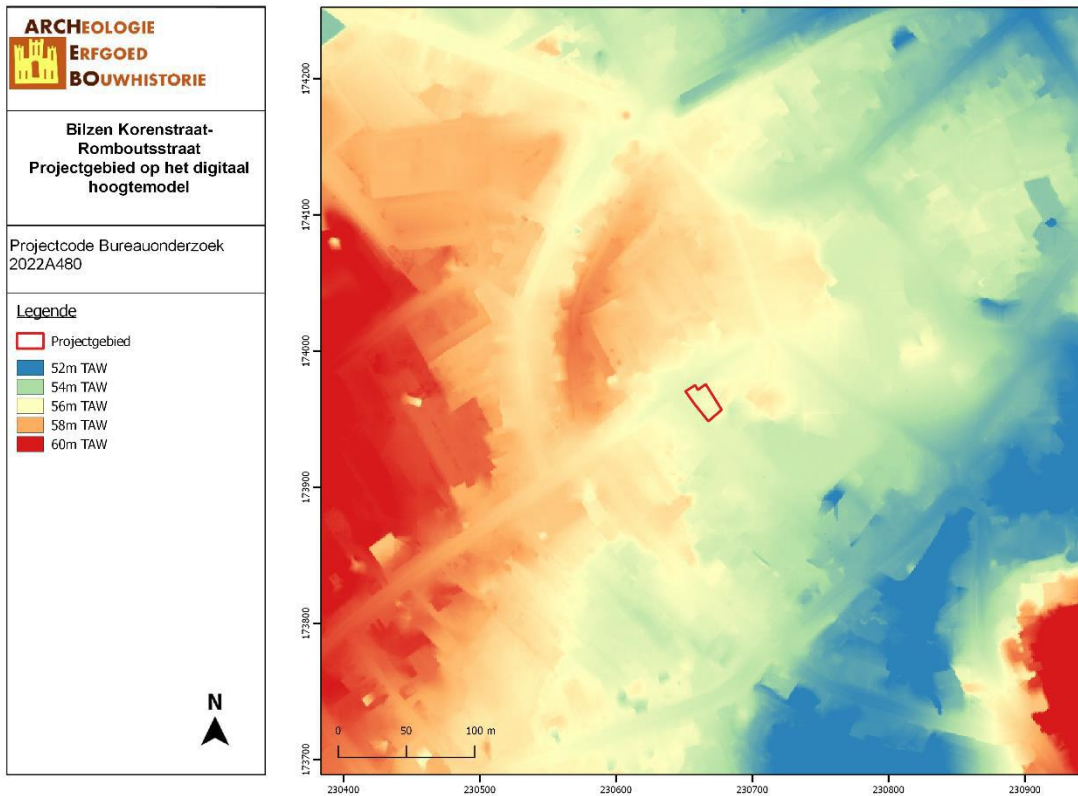 ARCHEOLOGIE
ERFGOED
BOUWHISTORIE
Bilzen Korenstraat-
Romboutsstraat
Projectgebied op het digitaal
hoogtemodel
Projectcode Bureauonderzoek
2022A480
Legende
Projectgebied
52m TAW
54m TAW
56m TAW
58m TAW
60m TAW
N
174200
174100
174000
173900
173800
173700
0 50 100 m
230400 230500 230600 230700 230800 230900